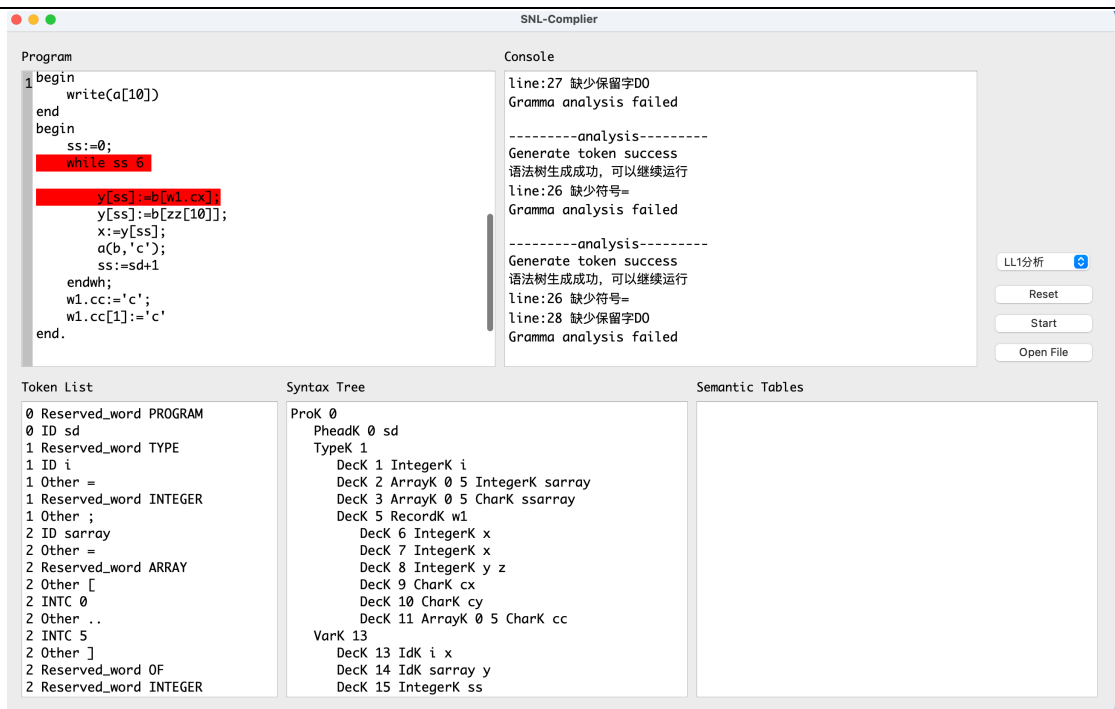 SNL-Complier
Program
1
begin
write(a[10])
end
begin
ss:=0;
while ss 6
y[ss]:=b[w1.cx];
y[ss]:=b[zz[10]];
x:=y[ss];
a(b,'c');
ss:=sd+1
endwh;
w1.cc:='c';
w1.cc[1]:='c'
end.
Console
line:27 缺少保留字DO
Gramma analysis failed
---------analysis---------
Generate token success
语法树生成成功，可以继续运行
line:26 缺少符号=
Gramma analysis failed
---------analysis---------
Generate token success
语法树生成成功，可以继续运行
line:26 缺少符号=
line:28 缺少保留字DO
Gramma analysis failed
LL1分析
Reset
Start
Open File
Token List
0 Reserved_word PROGRAM
0 ID sd
1 Reserved_word TYPE
1 ID i
1 Other =
1 Reserved_word INTEGER
1 Other ;
2 ID sarray
2 Other =
2 Reserved_word ARRAY
2 Other [
2 INTC 0
2 Other ..
2 INTC 5
2 Other ]
2 Reserved_word OF
2 Reserved_word INTEGER
Syntax Tree
ProK 0
PheadK 0 sd
TypeK 1
DecK 1 IntegerK i
DecK 2 ArrayK 0 5 IntegerK sarray
DecK 3 ArrayK 0 5 CharK ssarray
DecK 5 RecordK w1
DecK 6 IntegerK x
DecK 7 IntegerK x
DecK 8 IntegerK y z
DecK 9 CharK cx
DecK 10 CharK cy
DecK 11 ArrayK 0 5 CharK cc
VarK 13
DecK 13 IdK i x
DecK 14 IdK sarray y
DecK 15 IntegerK ss
Semantic Tables